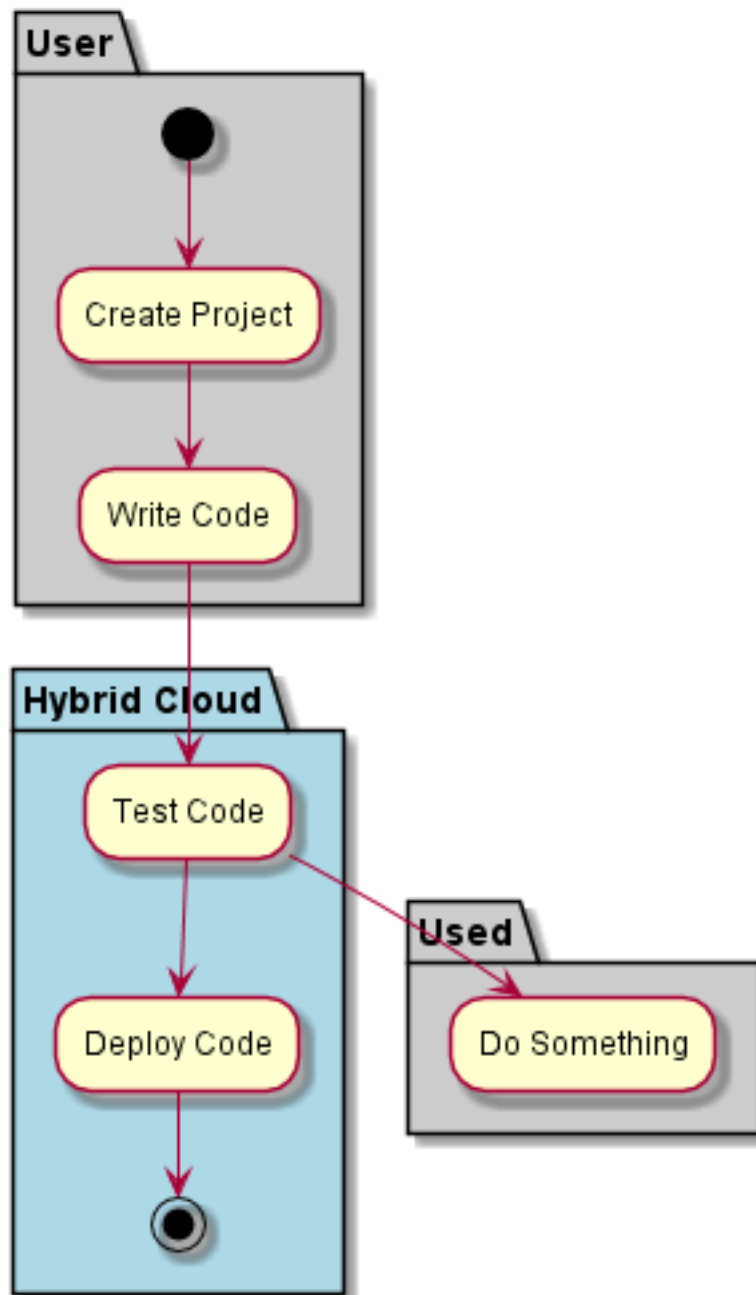 User
Create Project
Write Code
Hybrid Cloud
Test Code
Used
Deploy Code
Do Something